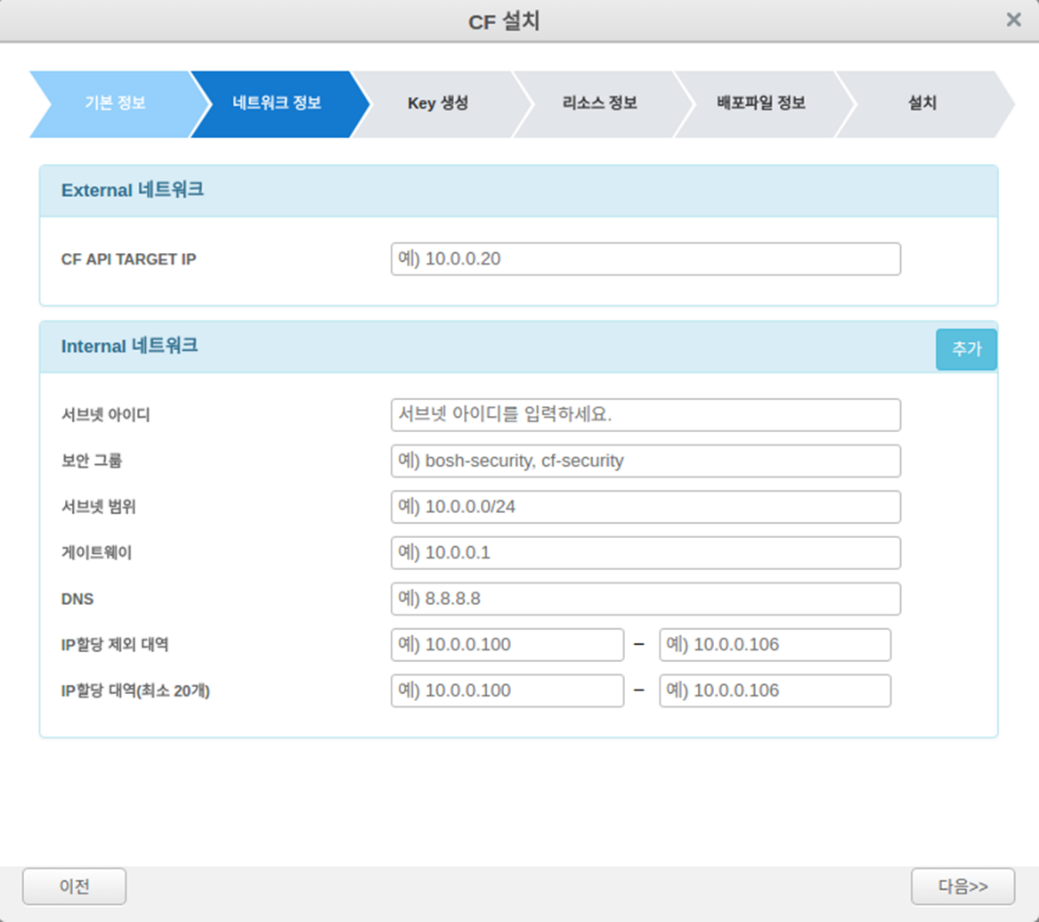 CF 설치
기본 정보
네트워크 정보
Key 생성
리소스 정보
배포파일 정보
설치
External 네트워크
CF API TARGET IP 예) 10.0.0.20
Internal 네트워크 추가
서브넷 아이디 서브넷 아이디를 입력하세요.
보안 그룹 예) bosh-security, cf-security
서브넷 범위 예) 10.0.0.0/24
게이트웨이 예) 10.0.0.1
DNS 예) 8.8.8.8
IP할당 제외 대역 예) 10.0.0.100 – 예) 10.0.0.106
IP할당 대역(최소 20개) 예) 10.0.0.100 – 예) 10.0.0.106
이전 다음>>